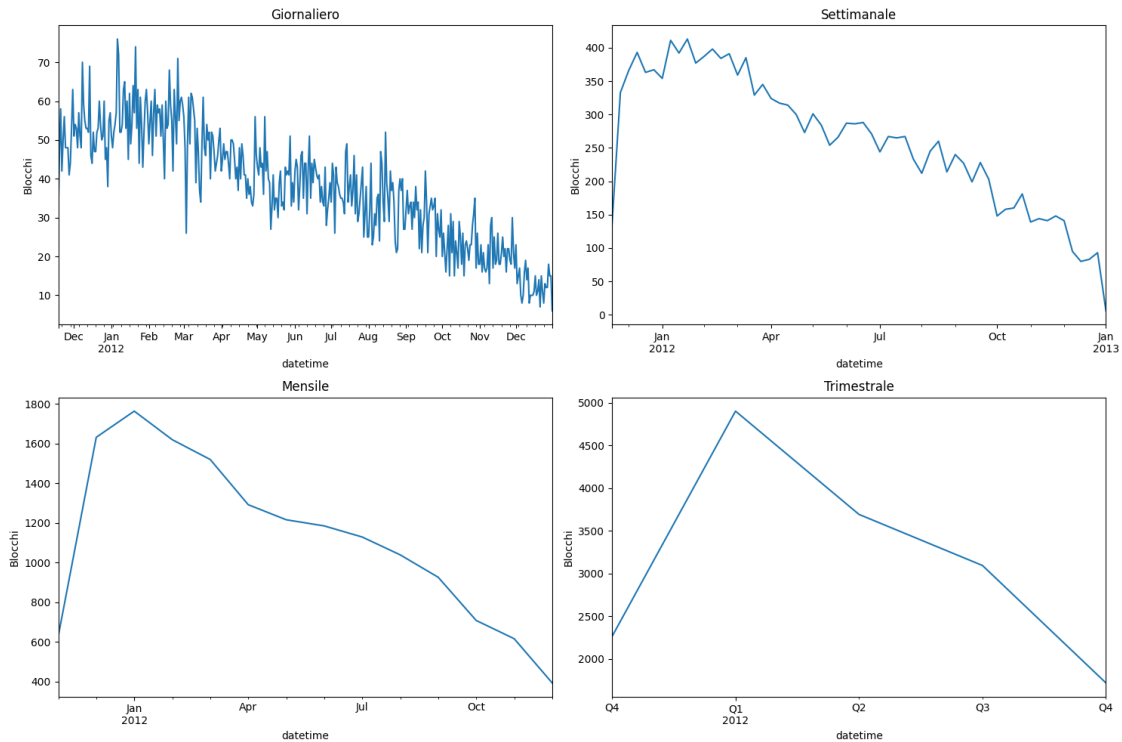 Giornaliero
Blocchi
70
60
50
40
30
20
10
Dec Jan Feb Mar Apr May Jun Jul Aug Sep Oct Nov Dec
2012
datetime
Settimanale
Blocchi
400
350
300
250
200
150
100
50
0
Jan Apr Jul Oct Jan
2012 2013
datetime
Mensile
Blocchi
1800
1600
1400
1200
1000
800
600
400
Jan Apr Jul Oct
2012
datetime
Trimestrale
Blocchi
5000
4500
4000
3500
3000
2500
2000
Q4 Q1 Q2 Q3 Q4
2012
datetime